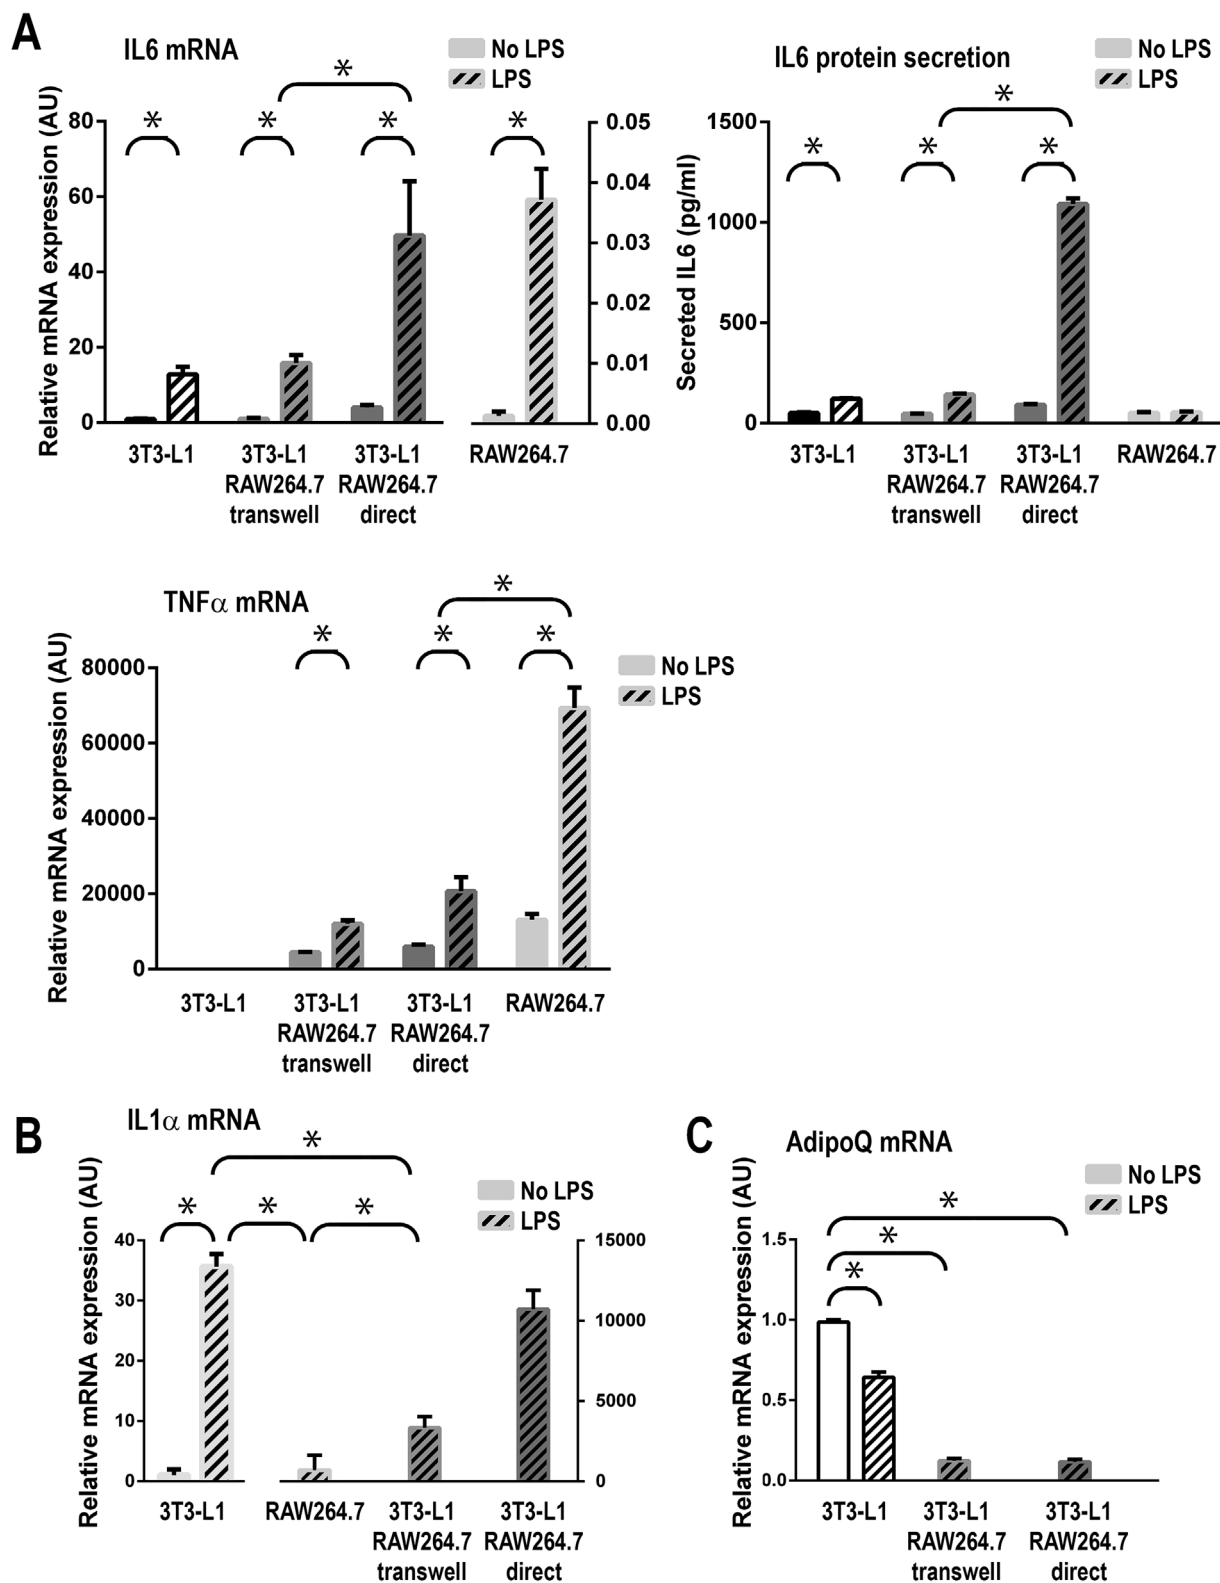 A
IL6 mRNA
No LPS
LPS
*
* * * *
Relative mRNA expression (AU)
80
60
40
20
0
0.05
0.04
0.03
0.02
0.01
0.00
3T3-L1
3T3-L1
RAW264.7
transwell
3T3-L1
RAW264.7
direct
RAW264.7
IL6 protein secretion
No LPS
LPS
*
* * *
Secreted IL6 (pg/ml)
1500
1000
500
0
3T3-L1
3T3-L1
RAW264.7
transwell
3T3-L1
RAW264.7
direct
RAW264.7
TNFα mRNA
No LPS
LPS
*
* * *
Relative mRNA expression (AU)
80000
60000
40000
20000
0
3T3-L1
3T3-L1
RAW264.7
transwell
3T3-L1
RAW264.7
direct
RAW264.7
B
IL1α mRNA
No LPS
LPS
*
* * *
Relative mRNA expression (AU)
40
30
20
10
0
15000
10000
5000
0
3T3-L1
RAW264.7
3T3-L1
RAW264.7
transwell
3T3-L1
RAW264.7
direct
C
AdipoQ mRNA
No LPS
LPS
*
*
*
Relative mRNA expression (AU)
1.5
1.0
0.5
0.0
3T3-L1
3T3-L1
RAW264.7
transwell
3T3-L1
RAW264.7
direct